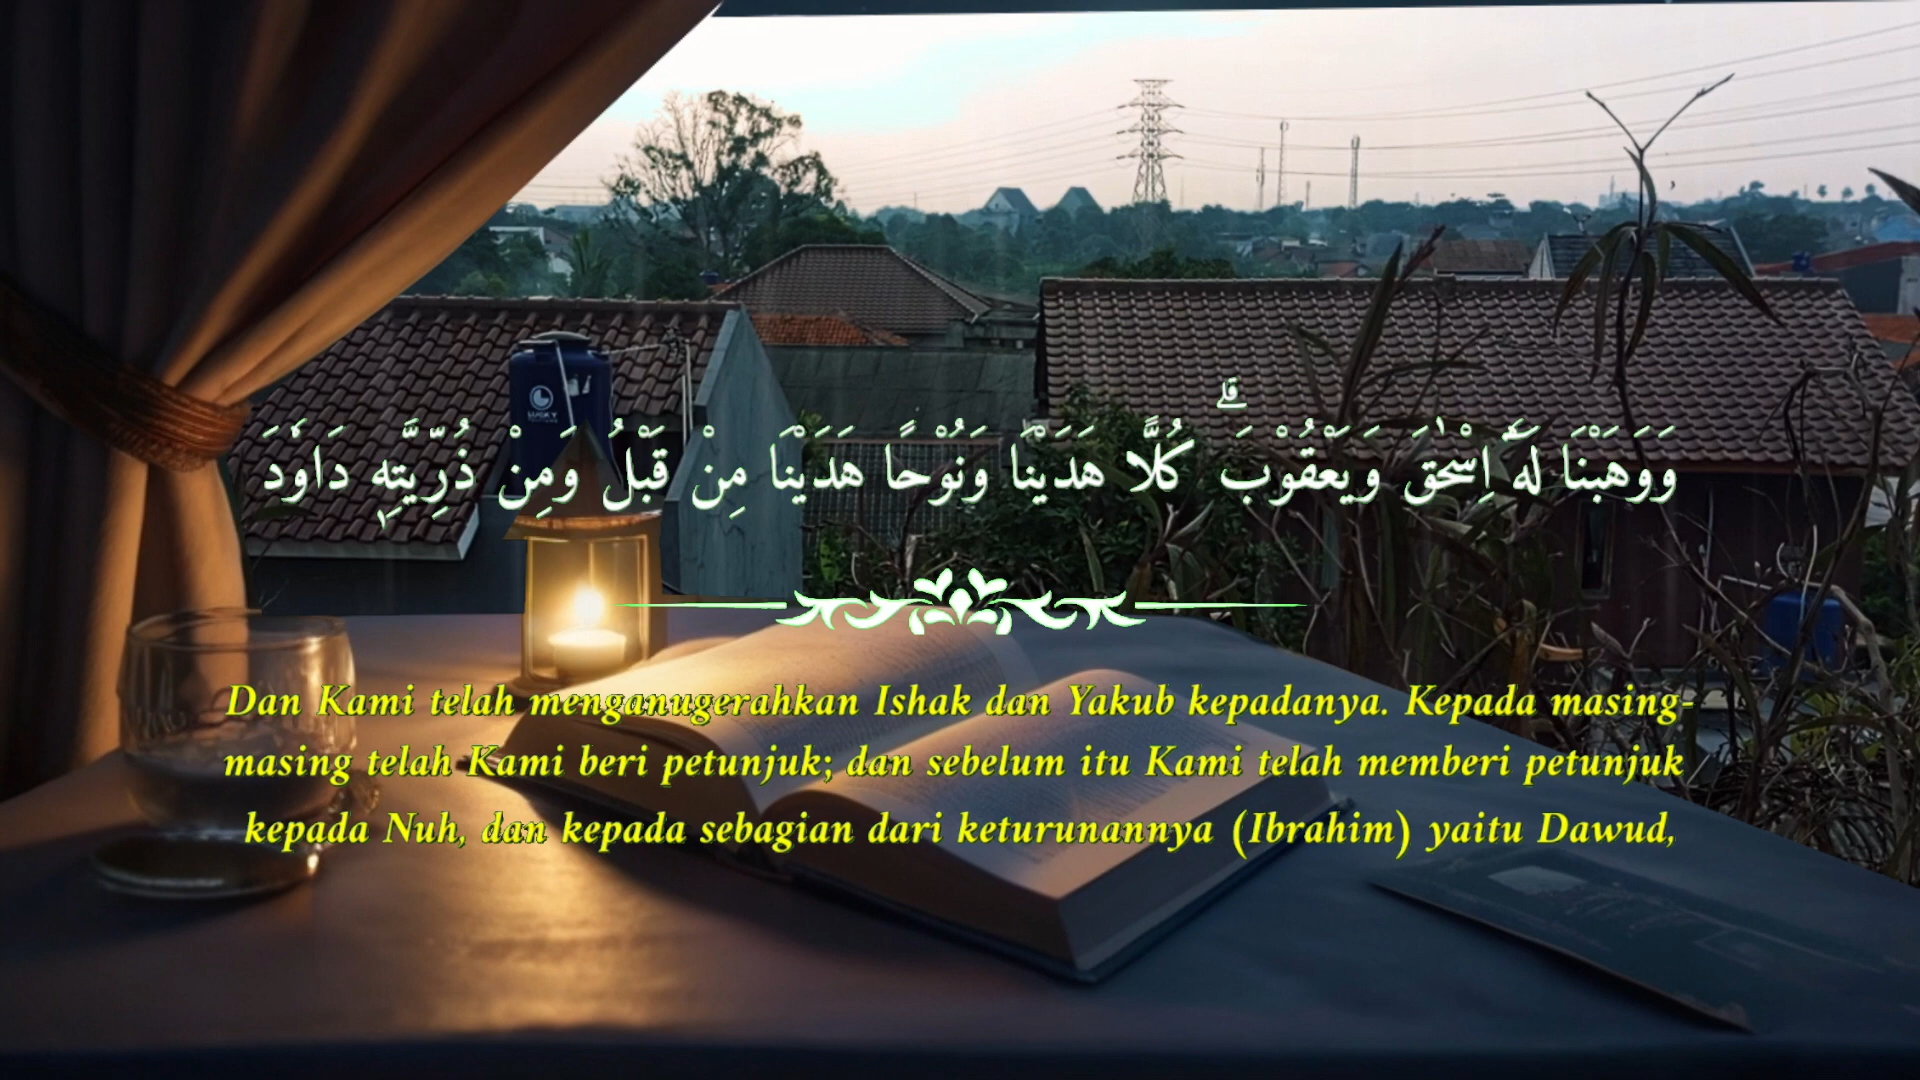 LUCKY
وَوَهَبْنَا لَهٗٓ اِسْحٰقَ وَيَعْقُوْبَۗ كُلًّا هَدَيْنَا وَنُوْحًا هَدَيْنَا مِنْ قَبْلُ وَمِنْ ذُرِّيَّتِهٖ دَاوٗدَ
Dan Kami telah menganugerahkan Ishak dan Yakub kepadanya. Kepada masing-
masing telah Kami beri petunjuk; dan sebelum itu Kami telah memberi petunjuk
kepada Nuh, dan kepada sebagian dari keturunannya (Ibrahim) yaitu Dawud,